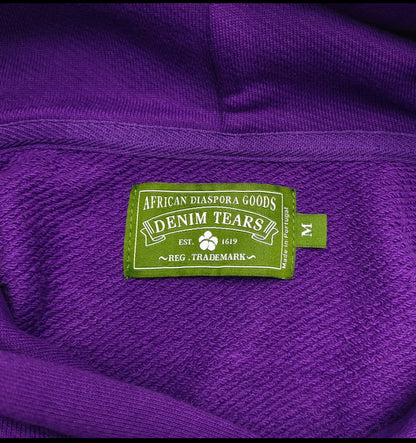 AFRICAN DIASPORA GOODS
DENIM TEARS
EST. 1619
~REG. TRADEMARK~
Made in Portugal
M